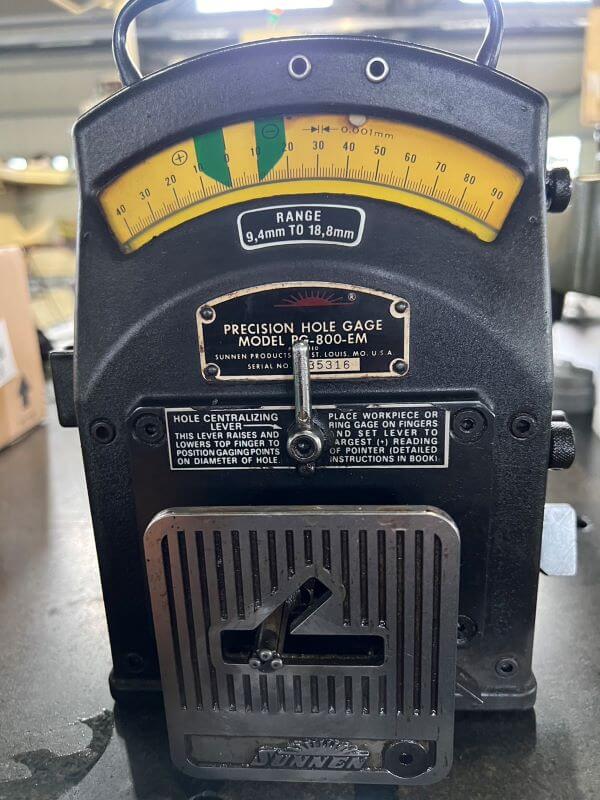 0.001mm
40 30 20 10 0 10 20 30 40 50 60 70 80 90
RANGE
9,4mm TO 18,8mm
PRECISION HOLE GAGE
MODEL PG-800-EM
SUNNEN PRODUCTS ST. LOUIS. MO. U.S.A.
SERIAL NO. 35316
HOLE CENTRALIZING
LEVER
THIS LEVER RAISES AND
LOWERS TOP FINGER TO
POSITION GAGING POINTS
ON DIAMETER OF HOLE.
PLACE WORKPIECE OR
RING GAGE ON FINGERS
AND SET LEVER TO
LARGEST (+) READING
OF POINTER (DETAILED
INSTRUCTIONS IN BOOK)
SUNNEN